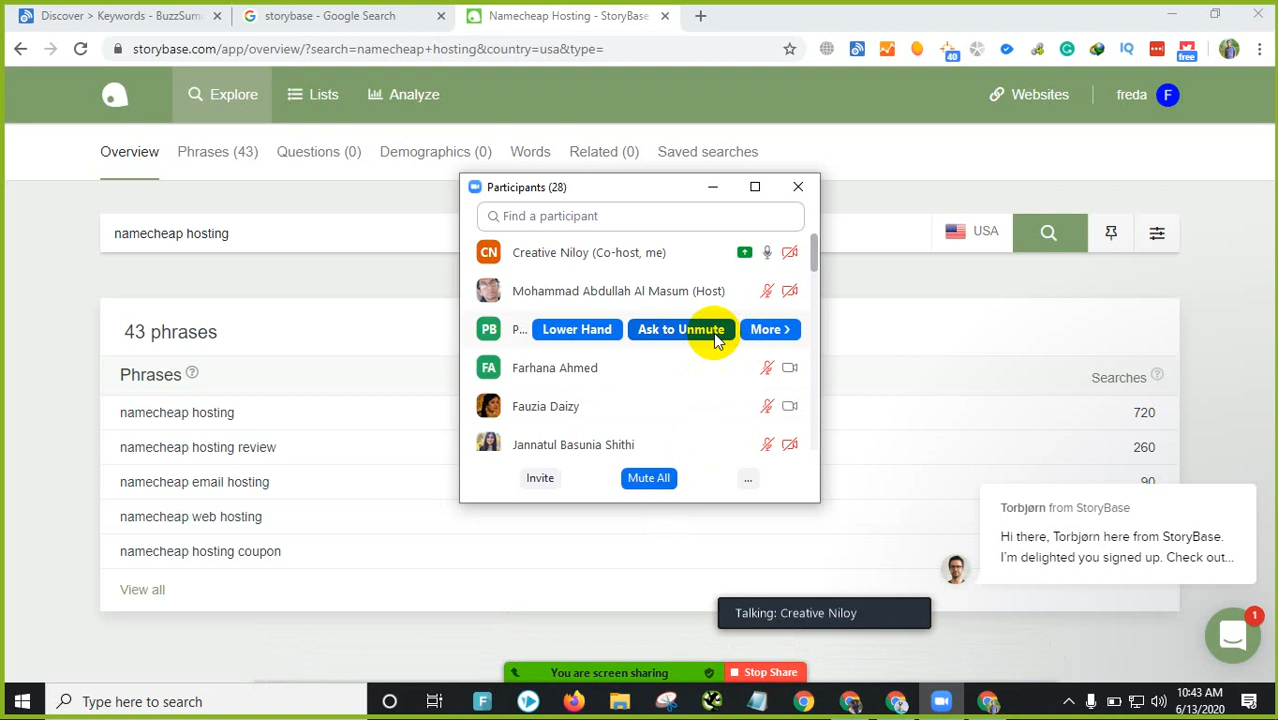 Discover > Keywords - BuzzSumo
storybase - Google Search
Namecheap Hosting - StoryBase
storybase.com/app/overview/?search=namecheap+hosting&country=usa&type=
40
IQ
free
Explore
Lists
Analyze
Websites
freda
F
Overview
Phrases (43)
Questions (0)
Demographics (0)
Words
Related (0)
Saved searches
namecheap hosting
USA
43 phrases
Phrases
Searches
namecheap hosting
720
namecheap hosting review
260
namecheap email hosting
90
namecheap web hosting
namecheap hosting coupon
View all
Participants (28)
Find a participant
CN
Creative Niloy (Co-host, me)
Mohammad Abdullah Al Masum (Host)
PB
P...
Lower Hand
Ask to Unmute
More >
FA
Farhana Ahmed
Fauzia Daizy
Jannatul Basunia Shithi
Invite
Mute All
...
Torbjørn from StoryBase
Hi there, Torbjørn here from StoryBase.
I'm delighted you signed up. Check out...
1
Talking: Creative Niloy
You are screen sharing
Stop Share
Type here to search
10:43 AM
6/13/2020